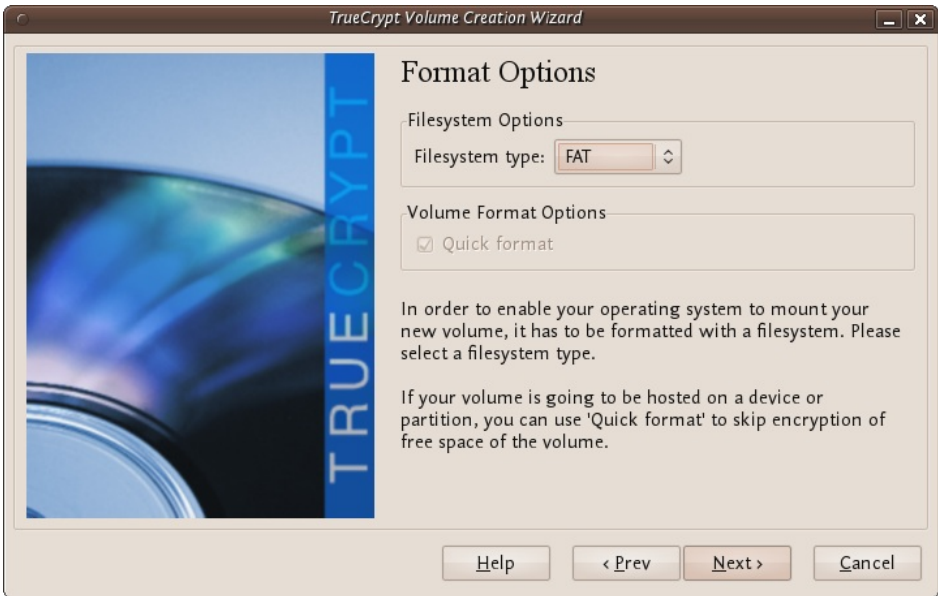 TrueCrypt Volume Creation Wizard
TRUECRYPT
Format Options
Filesystem Options
Filesystem type: FAT
Volume Format Options
Quick format
In order to enable your operating system to mount your
new volume, it has to be formatted with a filesystem. Please
select a filesystem type.
If your volume is going to be hosted on a device or
partition, you can use 'Quick format' to skip encryption of
free space of the volume.
Help
< Prev
Next >
Cancel